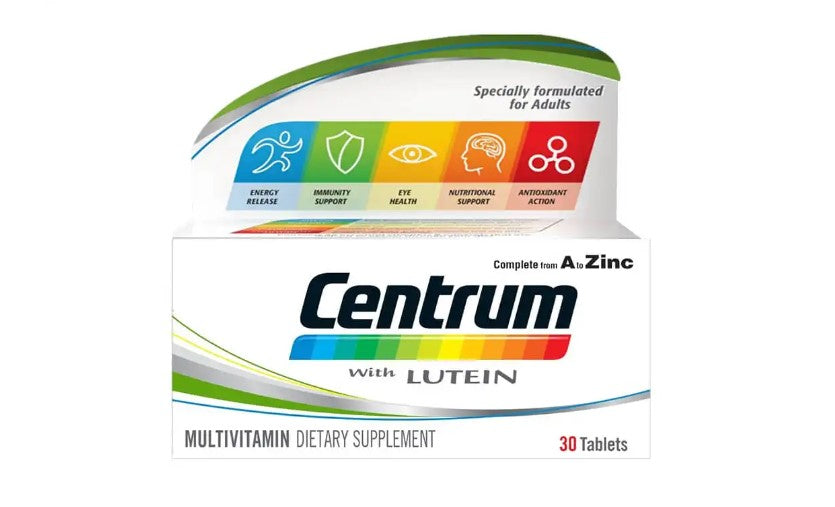 Specially formulated
for Adults
ENERGY
RELEASE
IMMUNITY
SUPPORT
EYE
HEALTH
NUTRITIONAL
SUPPORT
ANTIOXIDANT
ACTION
Complete from A to Zinc
Centrum
With LUTEIN
MULTIVITAMIN DIETARY SUPPLEMENT
30 Tablets